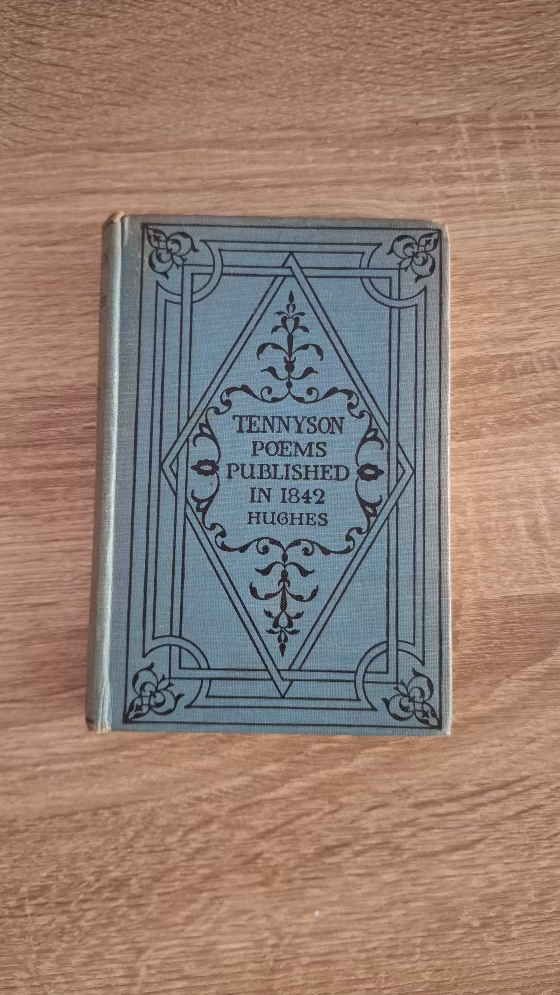 TENNYSON
POEMS
PUBLISHED
IN 1842
HUGHES